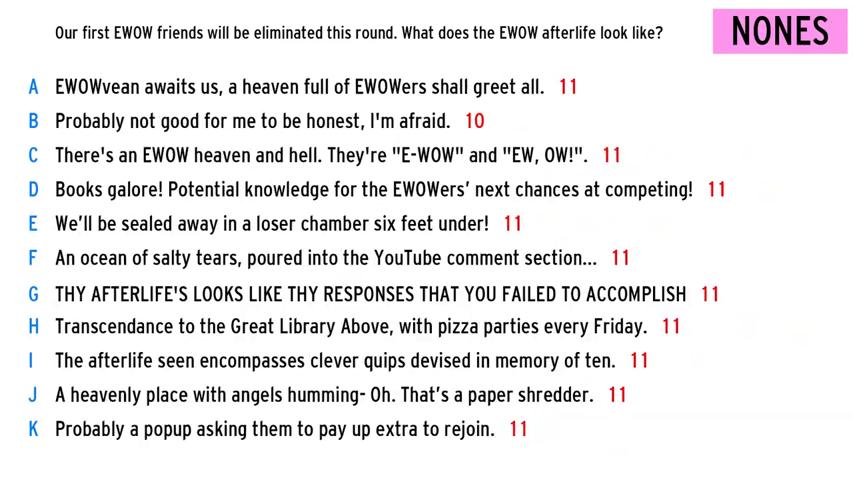 Our first EWOW friends will be eliminated this round. What does the EWOW afterlife look like?
NONES
A EWOWvean awaits us, a heaven full of EWOWers shall greet all. 11
B Probably not good for me to be honest, I'm afraid. 10
C There's an EWOW heaven and hell. They're "E-WOW" and "EW, OW!". 11
D Books galore! Potential knowledge for the EWOWers’ next chances at competing! 11
E We’ll be sealed away in a loser chamber six feet under! 11
F An ocean of salty tears, poured into the YouTube comment section... 11
G THY AFTERLIFE'S LOOKS LIKE THY RESPONSES THAT YOU FAILED TO ACCOMPLISH 11
H Transcendance to the Great Library Above, with pizza parties every Friday. 11
I The afterlife seen encompasses clever quips devised in memory of ten. 11
J A heavenly place with angels humming- Oh. That’s a paper shredder. 11
K Probably a popup asking them to pay up extra to rejoin. 11